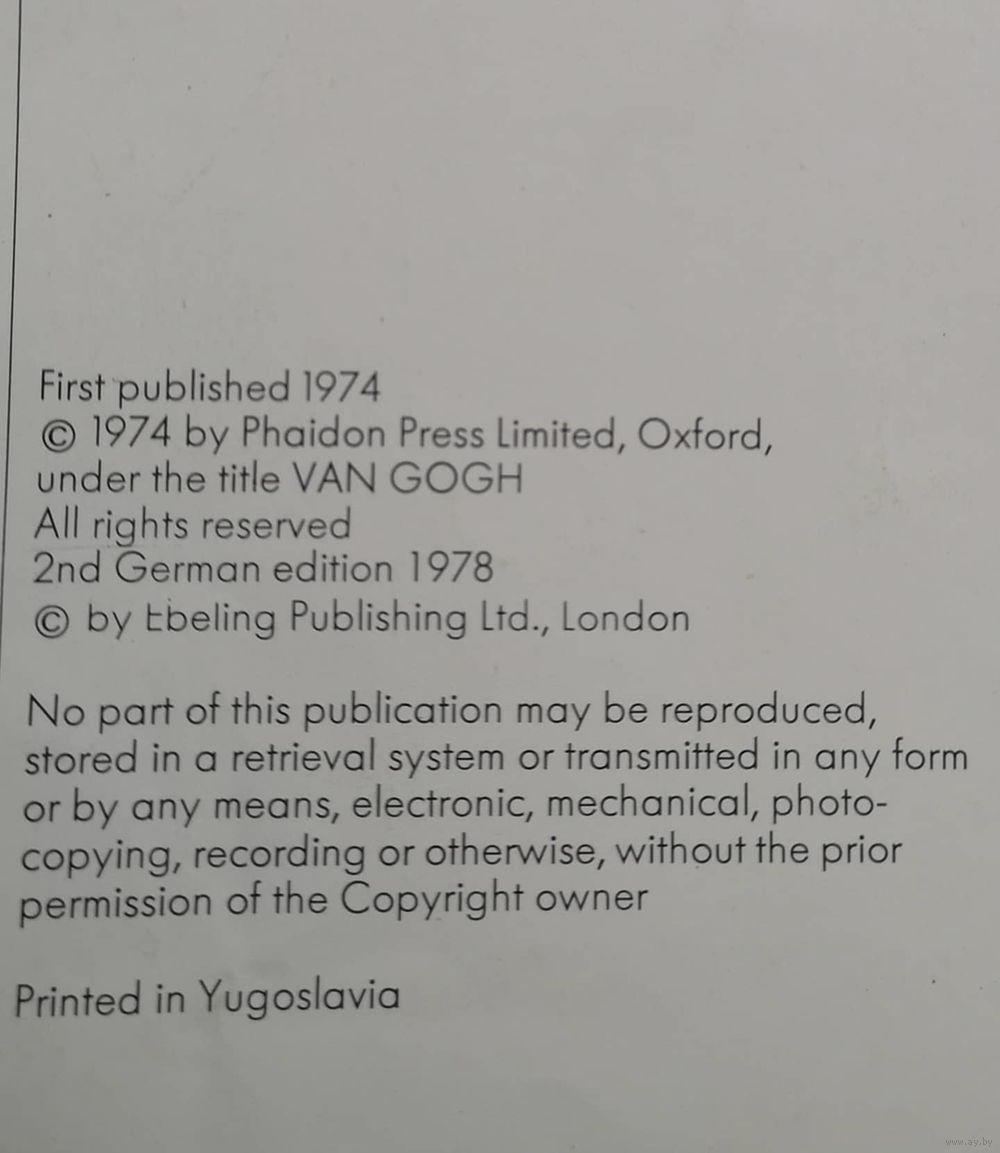 First published 1974
© 1974 by Phaidon Press Limited, Oxford,
under the title VAN GOGH
All rights reserved
2nd German edition 1978
© by Ebeling Publishing Ltd., London
No part of this publication may be reproduced,
stored in a retrieval system or transmitted in any form
or by any means, electronic, mechanical, photo-
copying, recording or otherwise, without the prior
permission of the Copyright owner
Printed in Yugoslavia
www.ay.by